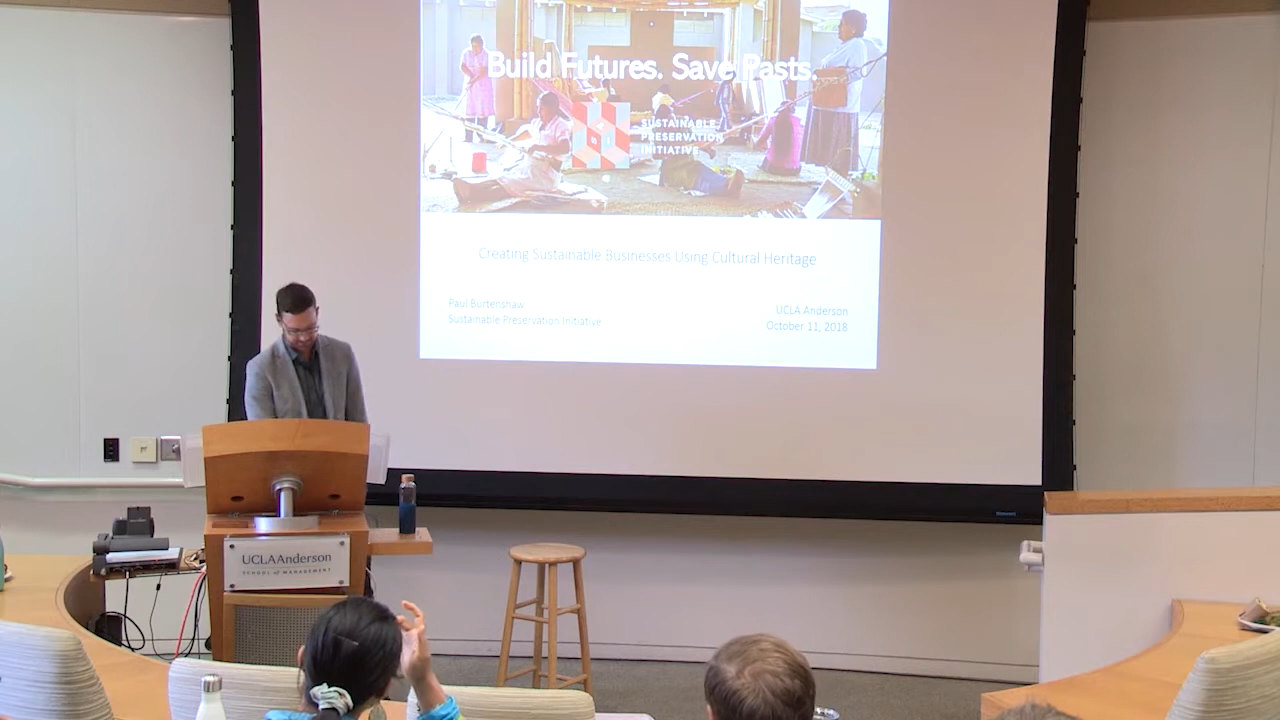 Build Futures. Save Pasts.
SUSTAINABLE
PRESERVATION
INITIATIVE
Creating Sustainable Businesses Using Cultural Heritage
Paul Burtenshaw
Sustainable Preservation Initiative
UCLA Anderson
October 11, 2018
UCLAAnderson
SCHOOL of MANAGEMENT